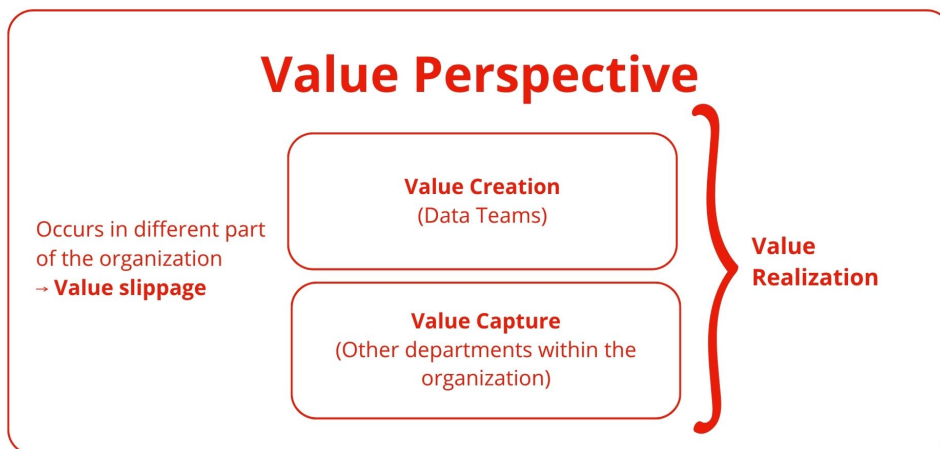 Value Perspective
Value Creation
(Data Teams)
Occurs in different part
of the organization
→ Value slippage
Value Capture
(Other departments within the
organization)
Value
Realization